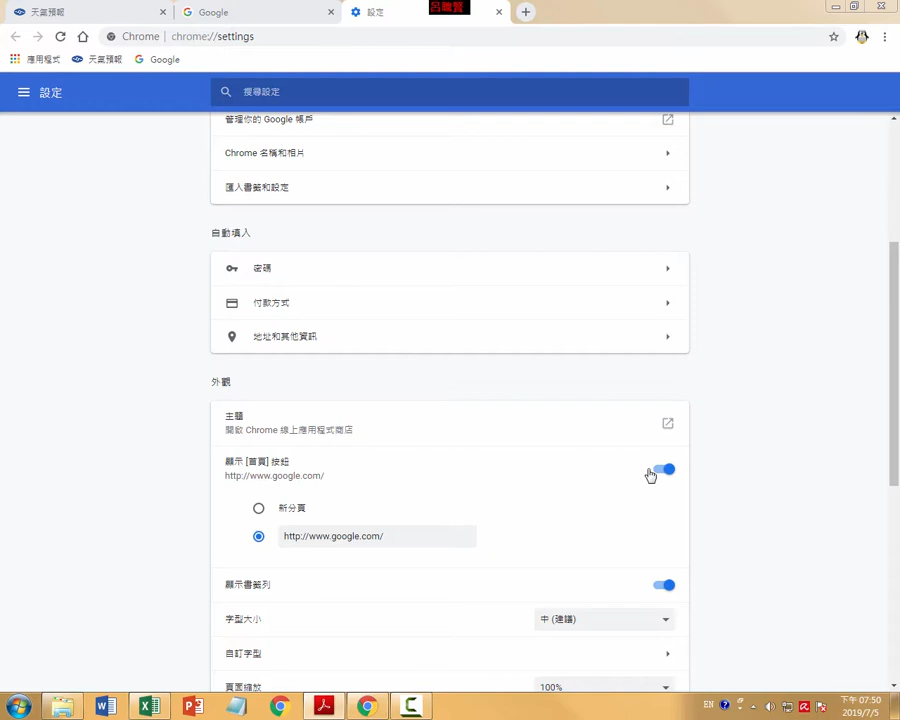 天氣預報
Google
設定
呂聰賢
Chrome
chrome://settings
應用程式
天氣預報
Google
設定
搜尋設定
管理你的 Google 帳戶
Chrome 名稱和相片
匯入書籤和設定
自動填入
密碼
付款方式
地址和其他資訊
外觀
主題
開啟 Chrome 線上應用程式商店
顯示 [首頁] 按鈕
http://www.google.com/
新分頁
http://www.google.com/
顯示書籤列
字型大小
中 (建議)
自訂字型
頁面縮放
100%
EN
下午 07:50
2019/7/5